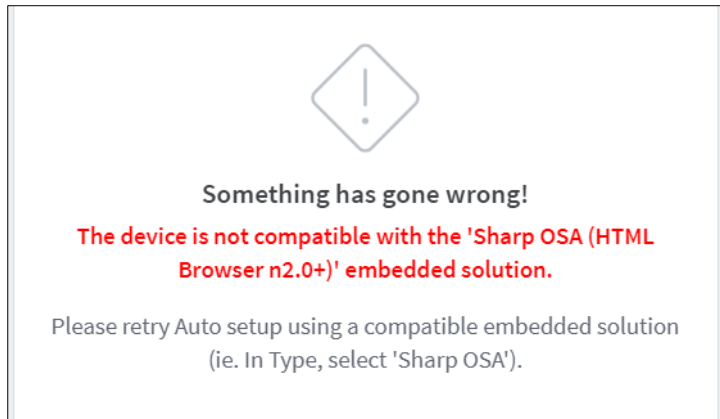 Something has gone wrong!
The device is not compatible with the 'Sharp OSA (HTML
Browser n2.0+)' embedded solution.
Please retry Auto setup using a compatible embedded solution
(ie. In Type, select 'Sharp OSA').